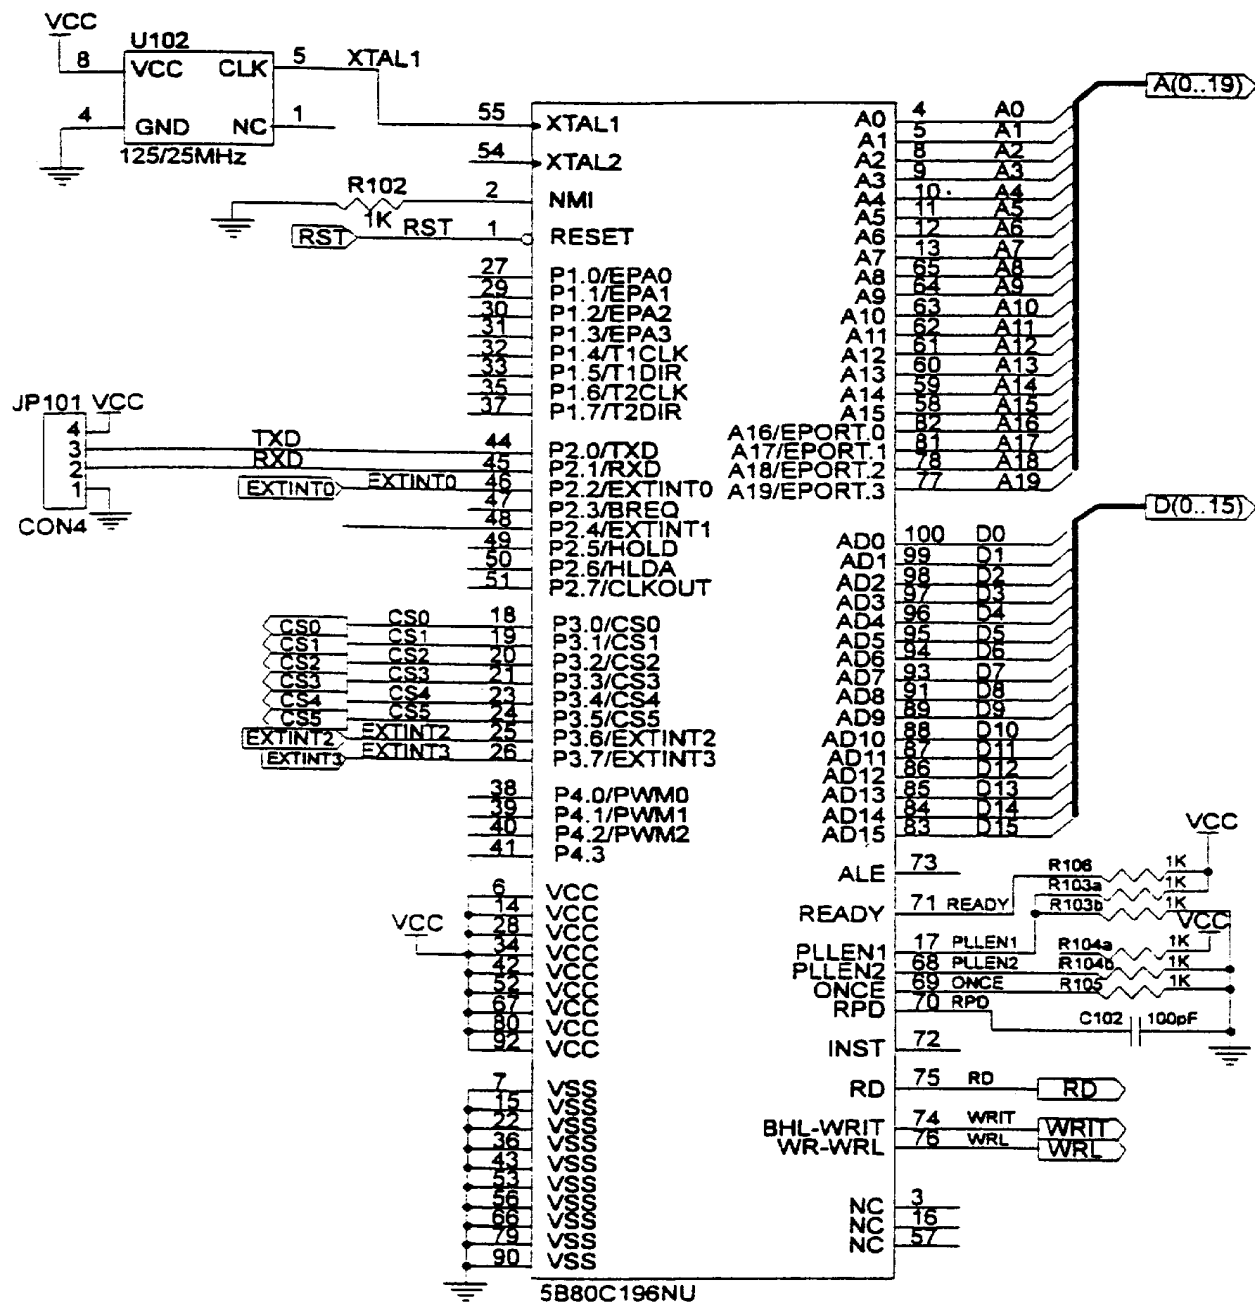 VCC
U102
8 VCC CLK 5 XTAL1
4 GND NC 1
125/25MHz
55 XTAL1
54 XTAL2
R102 2 NMI
1K
RST RST 1 RESET
27 P1.0/EPA0
29 P1.1/EPA1
30 P1.2/EPA2
31 P1.3/EPA3
32 P1.4/T1CLK
33 P1.5/T1DIR
35 P1.6/T2CLK
37 P1.7/T2DIR
JP101 VCC
4
3 TXD 44 P2.0/TXD
2 RXD 45 P2.1/RXD
1 EXTINT0 EXTINT0 46 P2.2/EXTINT0
CON4
47 P2.3/BREQ
48 P2.4/EXTINT1
49 P2.5/HOLD
50 P2.6/HLDA
51 P2.7/CLKOUT
CS0 CS0 18 P3.0/CS0
CS1 CS1 19 P3.1/CS1
CS2 CS2 20 P3.2/CS2
CS3 CS3 21 P3.3/CS3
CS4 CS4 23 P3.4/CS4
CS5 CS5 24 P3.5/CS5
EXTINT2 EXTINT2 25 P3.6/EXTINT2
EXTINT3 EXTINT3 26 P3.7/EXTINT3
38 P4.0/PWM0
39 P4.1/PWM1
40 P4.2/PWM2
41 P4.3
6 VCC
14 VCC
28 VCC
VCC 34 VCC
42 VCC
52 VCC
67 VCC
80 VCC
92 VCC
7 VSS
15 VSS
22 VSS
36 VSS
43 VSS
53 VSS
56 VSS
66 VSS
79 VSS
90 VSS
A(0..19)
A0 4 A0
A1 5 A1
A2 8 A2
A3 9 A3
A4 10 A4
A5 11 A5
A6 12 A6
A7 13 A7
A8 65 A8
A9 64 A9
A10 63 A10
A11 62 A11
A12 61 A12
A13 60 A13
A14 59 A14
A15 58 A15
A16/EPORT.0 82 A16
A17/EPORT.1 81 A17
A18/EPORT.2 78 A18
A19/EPORT.3 77 A19
D(0..15)
AD0 100 D0
AD1 99 D1
AD2 98 D2
AD3 97 D3
AD4 96 D4
AD5 95 D5
AD6 94 D6
AD7 93 D7
AD8 91 D8
AD9 89 D9
AD10 88 D10
AD11 87 D11
AD12 86 D12
AD13 85 D13
AD14 84 D14
AD15 83 D15
VCC
ALE 73
R106 1K
R103a 1K
READY 71 READY R103b 1K
VCC
PLLEN1 17 PLLEN1 R104a 1K
PLLEN2 68 PLLEN2 R104b 1K
ONCE 69 ONCE R105 1K
RPD 70 RPD C102 100pF
INST 72
RD 75 RD RD
BHL-WRIT 74 WRIT WRIT
WR-WRL 76 WRL WRL
NC 3
NC 16
NC 57
5B80C196NU